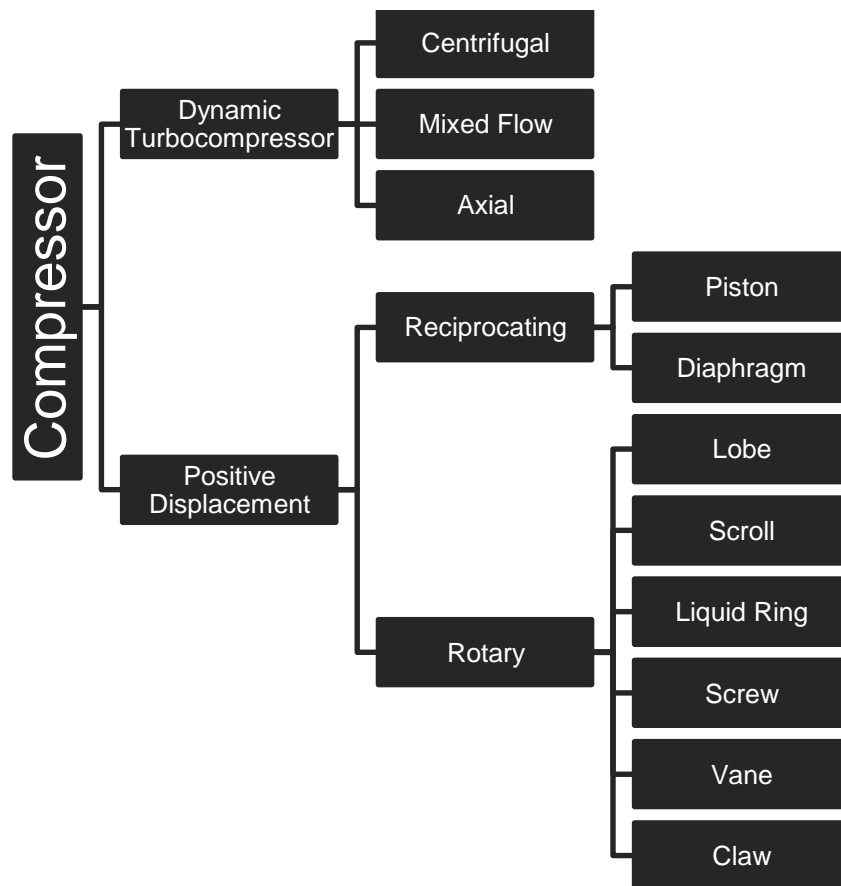 Compressor
Dynamic
Turbocompressor
Centrifugal
Mixed Flow
Axial
Positive
Displacement
Reciprocating
Piston
Diaphragm
Rotary
Lobe
Scroll
Liquid Ring
Screw
Vane
Claw